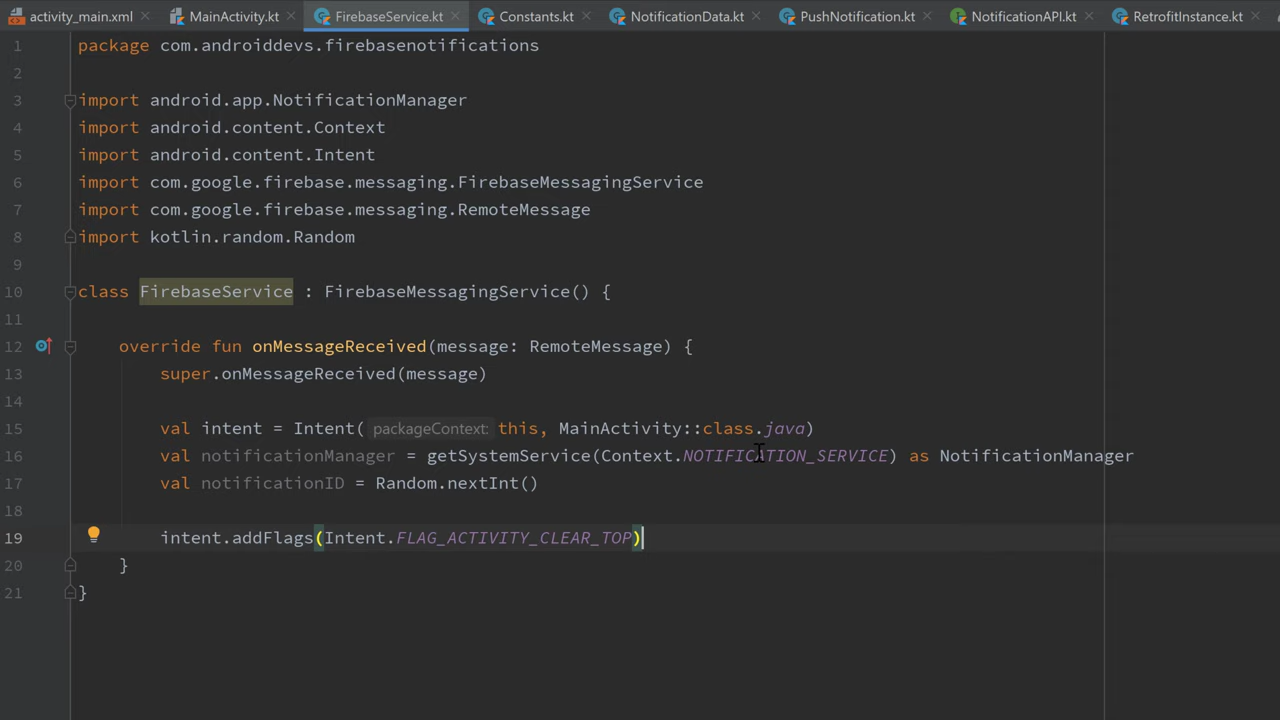 activity_main.xml MainActivity.kt FirebaseService.kt Constants.kt NotificationData.kt PushNotification.kt NotificationAPI.kt RetrofitInstance.kt
1 package com.androiddevs.firebasenotifications
2
3 import android.app.NotificationManager
4 import android.content.Context
5 import android.content.Intent
6 import com.google.firebase.messaging.FirebaseMessagingService
7 import com.google.firebase.messaging.RemoteMessage
8 import kotlin.random.Random
9
10 class FirebaseService : FirebaseMessagingService() {
11
12 override fun onMessageReceived(message: RemoteMessage) {
13 super.onMessageReceived(message)
14
15 val intent = Intent( packageContext: this, MainActivity::class.java)
16 val notificationManager = getSystemService(Context.NOTIFICATION_SERVICE) as NotificationManager
17 val notificationID = Random.nextInt()
18
19 intent.addFlags(Intent.FLAG_ACTIVITY_CLEAR_TOP)
20 }
21 }